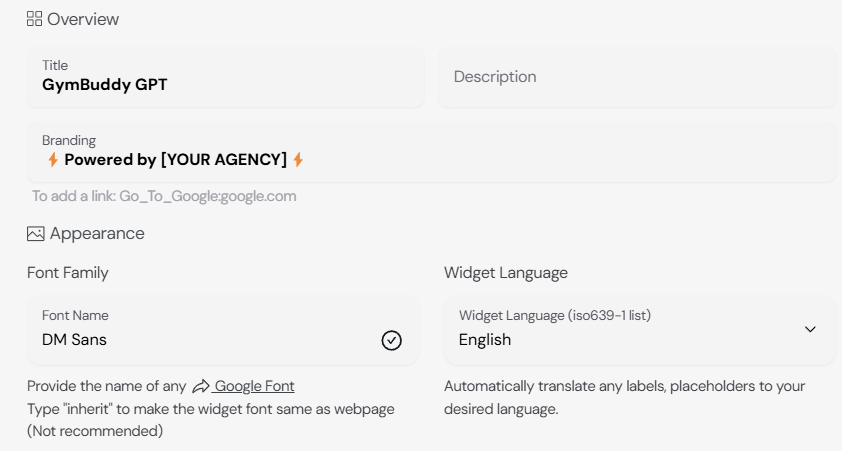 Overview
Title
GymBuddy GPT
Description
Branding
⚡ Powered by [YOUR AGENCY] ⚡
To add a link: Go_To_Google:google.com
Appearance
Font Family
Font Name
DM Sans
Provide the name of any Google Font
Type "inherit" to make the widget font same as webpage
(Not recommended)
Widget Language
Widget Language (iso639-1 list)
English
Automatically translate any labels, placeholders to your
desired language.